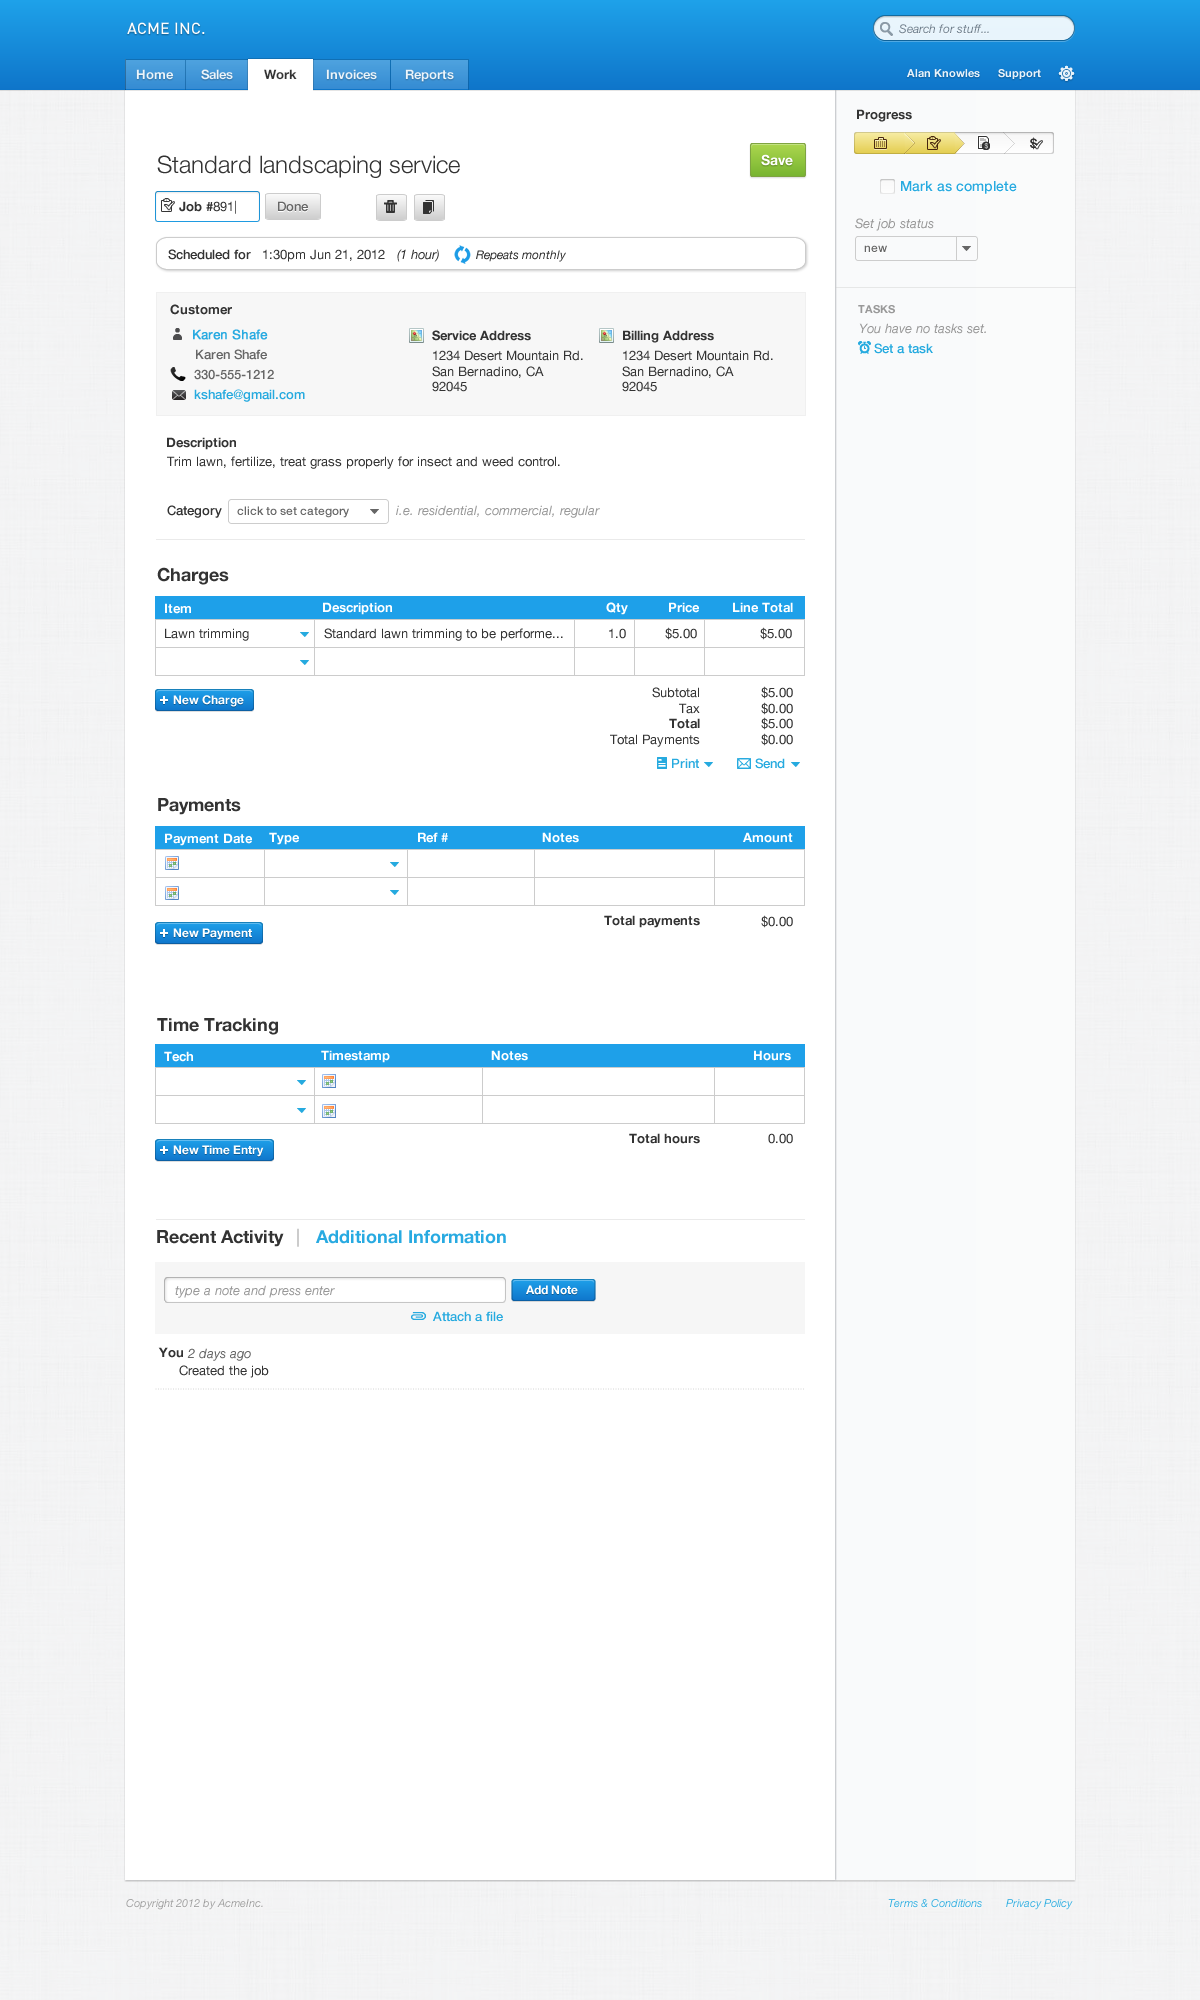 ACME INC.
Search for stuff...
Home
Sales
Work
Invoices
Reports
Alan Knowles
Support
Standard landscaping service
Save
Job #891
Done
Scheduled for 1:30pm Jun 21, 2012 (1 hour) Repeats monthly
Customer
Karen Shafe
Karen Shafe
330-555-1212
kshafe@gmail.com
Service Address
1234 Desert Mountain Rd.
San Bernadino, CA
92045
Billing Address
1234 Desert Mountain Rd.
San Bernadino, CA
92045
Description
Trim lawn, fertilize, treat grass properly for insect and weed control.
Category click to set category i.e. residential, commercial, regular
Charges
Item Description Qty Price Line Total
Lawn trimming Standard lawn trimming to be performe... 1.0 $5.00 $5.00
+ New Charge
Subtotal $5.00
Tax $0.00
Total $5.00
Total Payments $0.00
Print Send
Payments
Payment Date Type Ref # Notes Amount
Total payments $0.00
+ New Payment
Time Tracking
Tech Timestamp Notes Hours
Total hours 0.00
+ New Time Entry
Recent Activity | Additional Information
type a note and press enter Add Note
Attach a file
You 2 days ago
Created the job
Progress
Mark as complete
Set job status
new
TASKS
You have no tasks set.
Set a task
Copyright 2012 by AcmeInc.
Terms & Conditions Privacy Policy